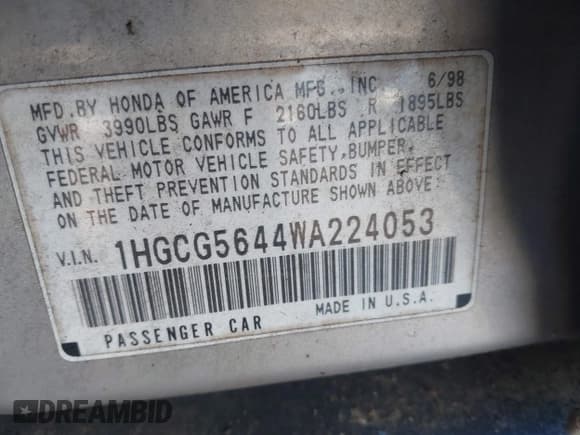 MFD.BY HONDA OF AMERICA MFG.,INC. 6/98
GVWR 3990LBS GAWR F 2180LBS R 1895LBS
THIS VEHICLE CONFORMS TO ALL APPLICABLE
FEDERAL MOTOR VEHICLE SAFETY,BUMPER,
AND THEFT PREVENTION STANDARDS IN EFFECT
ON THE DATE OF MANUFACTURE SHOWN ABOVE.
V.I.N. 1HGCG5644WA224053
PASSENGER CAR MADE IN U.S.A.
DREAMBID